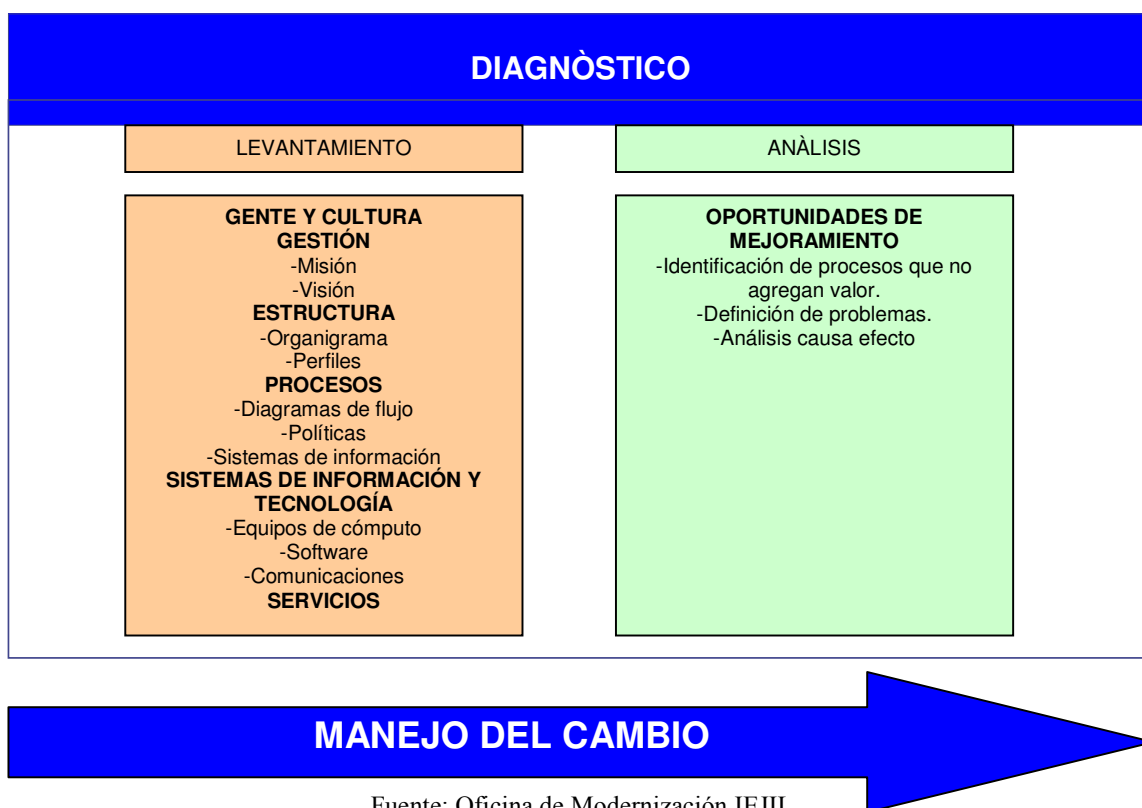 DIAGNÒSTICO
LEVANTAMIENTO
GENTE Y CULTURA
GESTIÓN
-Misión
-Visión
ESTRUCTURA
-Organigrama
-Perfiles
PROCESOS
-Diagramas de flujo
-Políticas
-Sistemas de información
SISTEMAS DE INFORMACIÓN Y
TECNOLOGÍA
-Equipos de cómputo
-Software
-Comunicaciones
SERVICIOS
ANÀLISIS
OPORTUNIDADES DE
MEJORAMIENTO
-Identificación de procesos que no
agregan valor.
-Definición de problemas.
-Análisis causa efecto
MANEJO DEL CAMBIO
Fuente: Oficina de Modernización